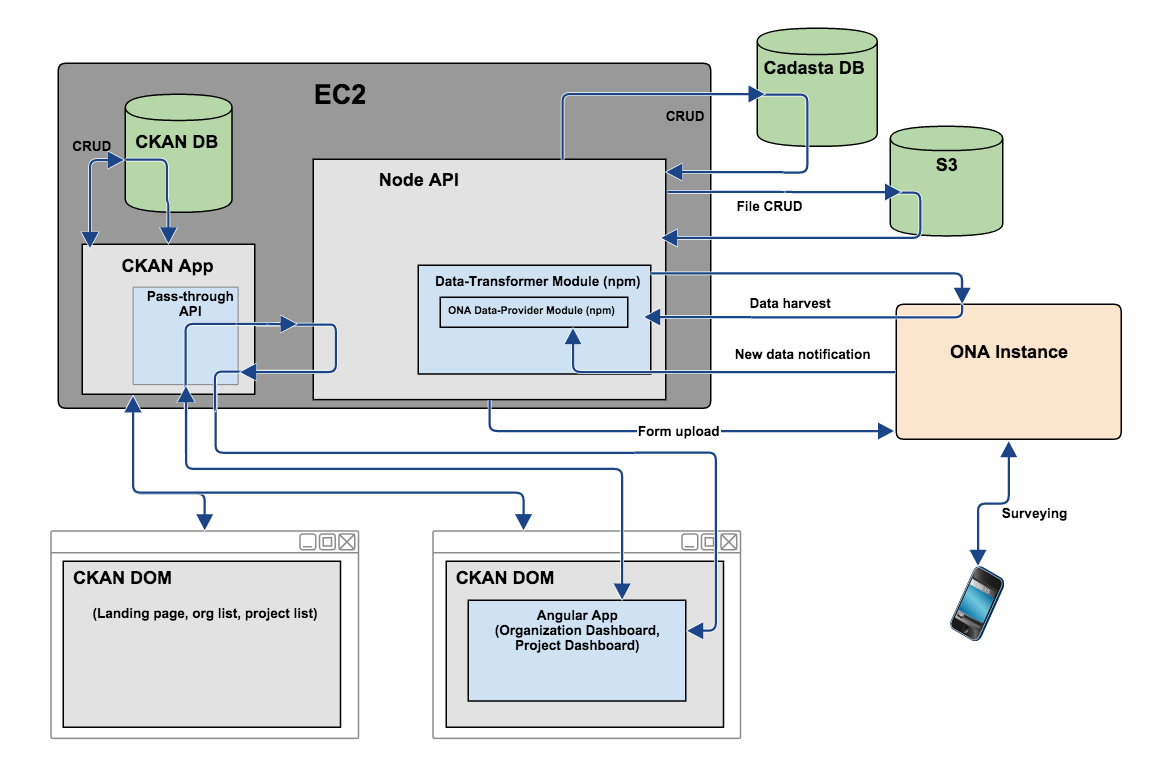 Cadasta DB
EC2
CRUD
CKAN DB
CRUD
S3
Node API
File CRUD
CKAN App
Data-Transformer Module (npm)
Pass-through
API
ONA Data-Provider Module (npm)
Data harvest
New data notification
ONA Instance
Form upload
Surveying
CKAN DOM
(Landing page, org list, project list)
CKAN DOM
Angular App
(Organization Dashboard,
Project Dashboard)